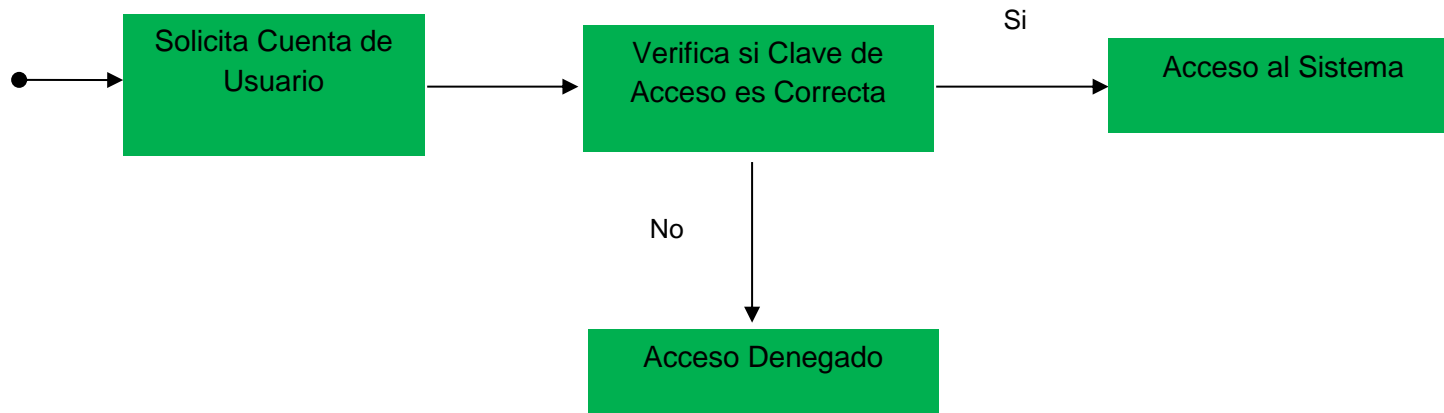 Solicita Cuenta de
Usuario
Verifica si Clave de
Acceso es Correcta
Si
Acceso al Sistema
No
Acceso Denegado